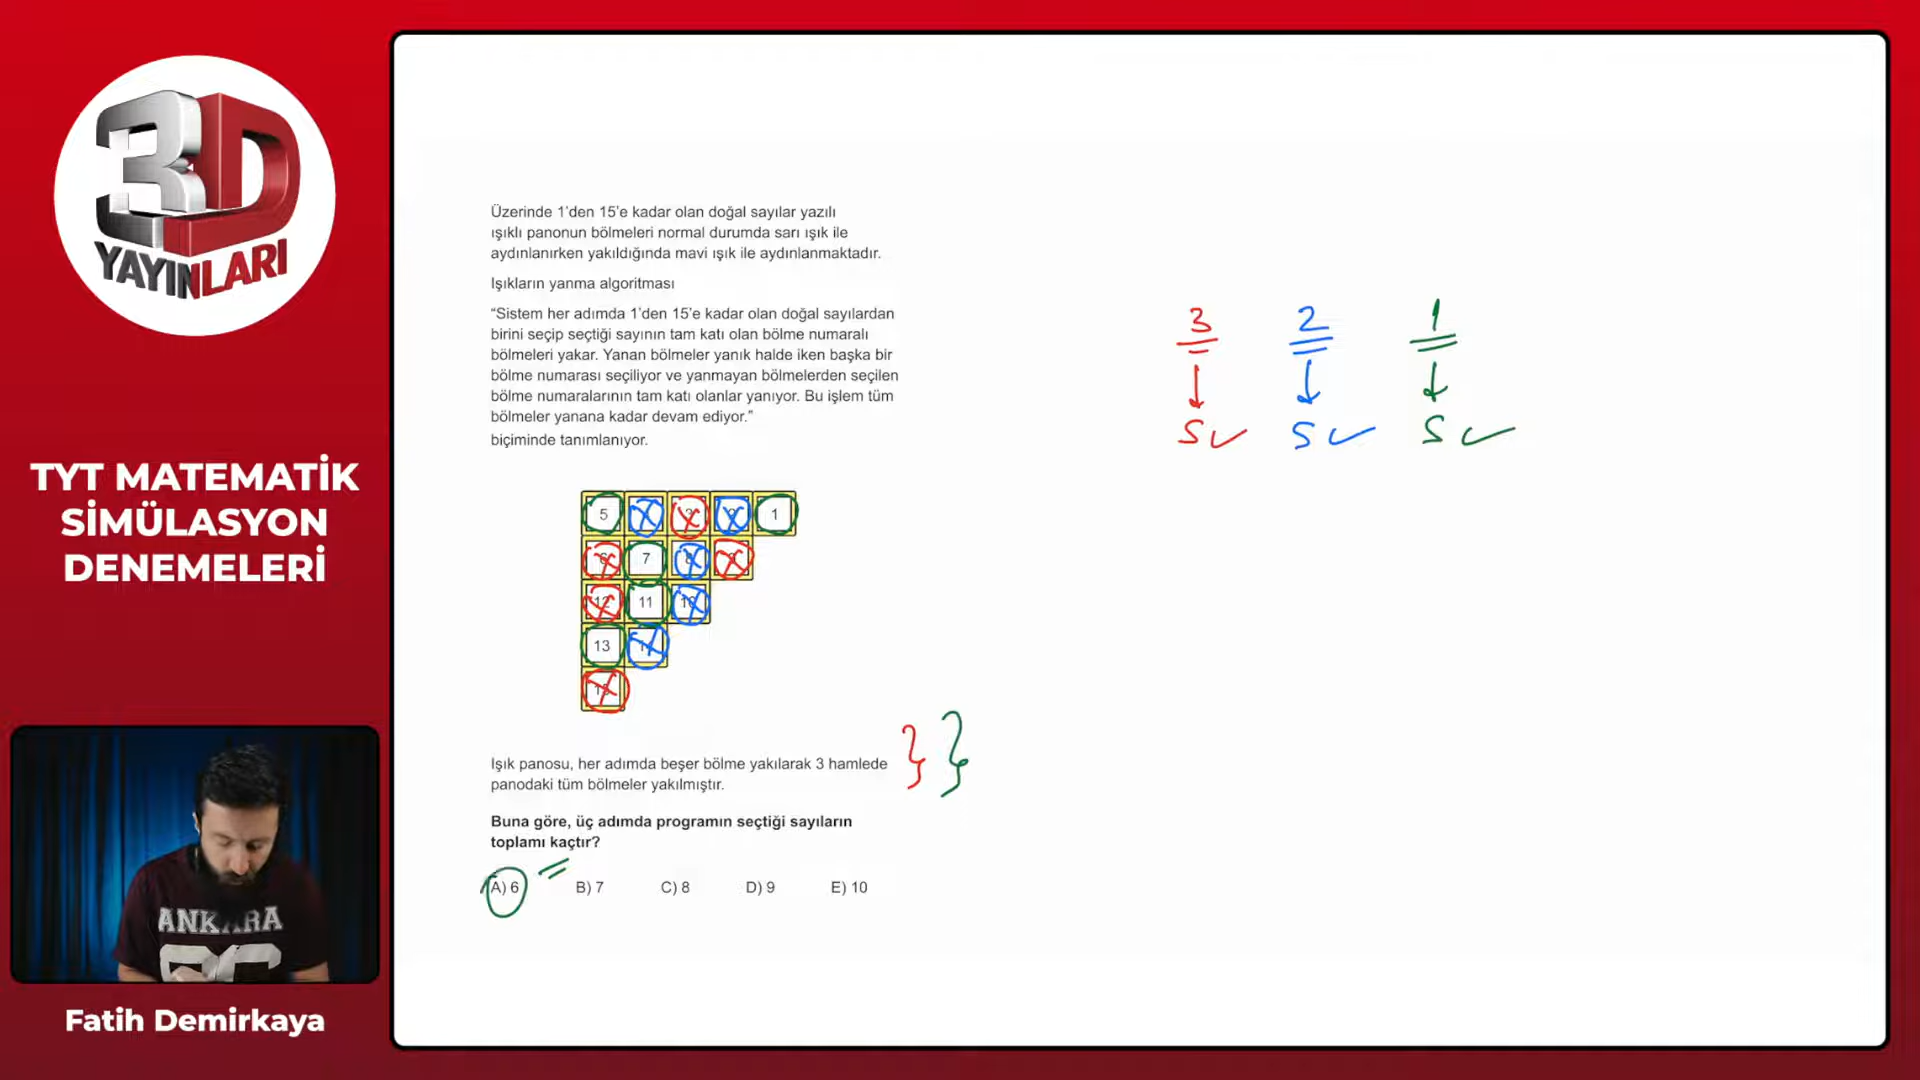 3D
YAYINLARI
TYT MATEMATİK
SİMÜLASYON
DENEMELERİ
ANKARA
Fatih Demirkaya
Üzerinde 1'den 15'e kadar olan doğal sayılar yazılı
ışıklı panonun bölmeleri normal durumda sarı ışık ile
aydınlanırken yakıldığında mavi ışık ile aydınlanmaktadır.
Işıkların yanma algoritması
“Sistem her adımda 1'den 15'e kadar olan doğal sayılardan
birini seçip seçtiği sayının tam katı olan bölme numaralı
bölmeleri yakar. Yanan bölmeler yanık halde iken başka bir
bölme numarası seçiliyor ve yanmayan bölmelerden seçilen
bölme numaralarının tam katı olanlar yanıyor. Bu işlem tüm
bölmeler yanana kadar devam ediyor.”
biçiminde tanımlanıyor.
5 3 1
6 7 8 9
12 11 10
13
Işık panosu, her adımda beşer bölme yakılarak 3 hamlede
panodaki tüm bölmeler yakılmıştır.
Buna göre, üç adımda programın seçtiği sayıların
toplamı kaçtır?
A) 6 B) 7 C) 8 D) 9 E) 10
3 2 1
5 5 5